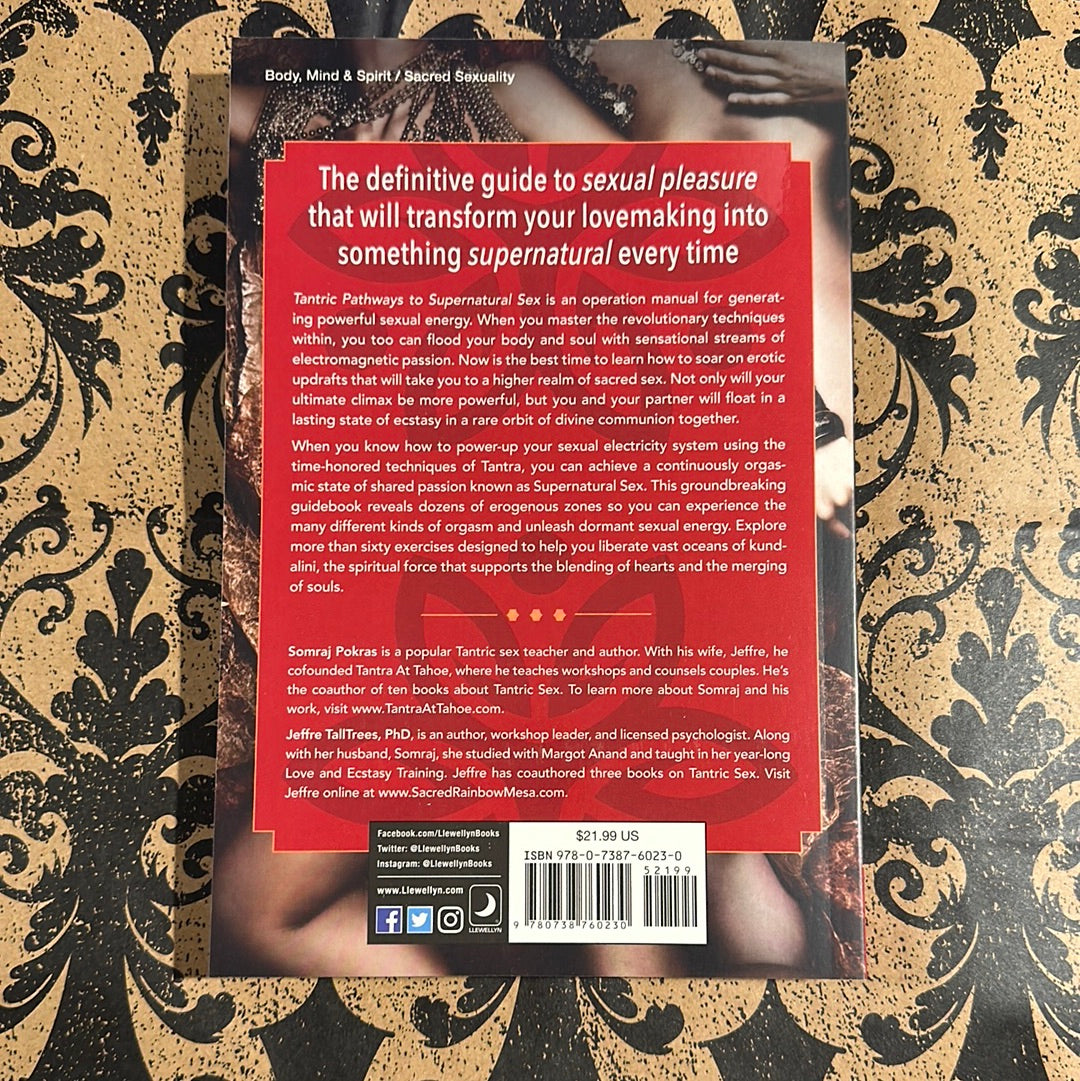 Body, Mind & Spirit / Sacred Sexuality
The definitive guide to sexual pleasure
that will transform your lovemaking into
something supernatural every time
Tantric Pathways to Supernatural Sex is an operation manual for generat-
ing powerful sexual energy. When you master the revolutionary techniques
within, you too can flood your body and soul with sensational streams of
electromagnetic passion. Now is the best time to learn how to soar on erotic
updrafts that will take you to a higher realm of sacred sex. Not only will your
ultimate climax be more powerful, but you and your partner will float in a
lasting state of ecstasy in a rare orbit of divine communion together.
When you know how to power-up your sexual electricity system using the
time-honored techniques of Tantra, you can achieve a continuously orgas-
mic state of shared passion known as Supernatural Sex. This groundbreaking
guidebook reveals dozens of erogenous zones so you can experience the
many different kinds of orgasm and unleash dormant sexual energy. Explore
more than sixty exercises designed to help you liberate vast oceans of kund-
alini, the spiritual force that supports the blending of hearts and the merging
of souls.
Somraj Pokras is a popular Tantric sex teacher and author. With his wife, Jeffre, he
cofounded Tantra At Tahoe, where he teaches workshops and counsels couples. He's
the coauthor of ten books about Tantric Sex. To learn more about Somraj and his
work, visit www.TantraAtTahoe.com.
Jeffre TallTrees, PhD, is an author, workshop leader, and licensed psychologist. Along
with her husband, Somraj, she studied with Margot Anand and taught in her year-long
Love and Ecstasy Training. Jeffre has coauthored three books on Tantric Sex. Visit
Jeffre online at www.SacredRainbowMesa.com.
Facebook.com/LlewellynBooks
Twitter: @LlewellynBooks
Instagram: @LlewellynBooks
www.Llewellyn.com
LLEWELLYN
$21.99 US
ISBN 978-0-7387-6023-0
52199
9 780738 760230